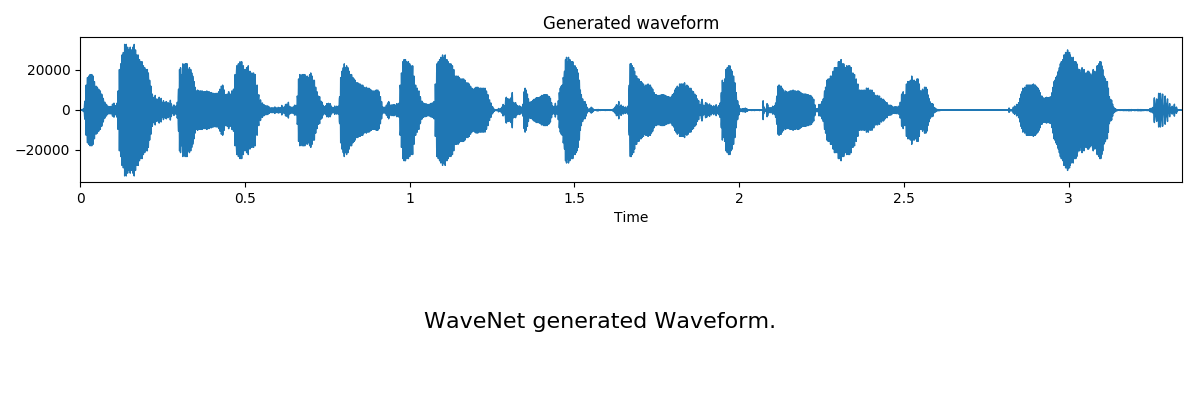 Generated waveform
20000
0
−20000
0 0.5 1 1.5 2 2.5 3
Time
WaveNet generated Waveform.